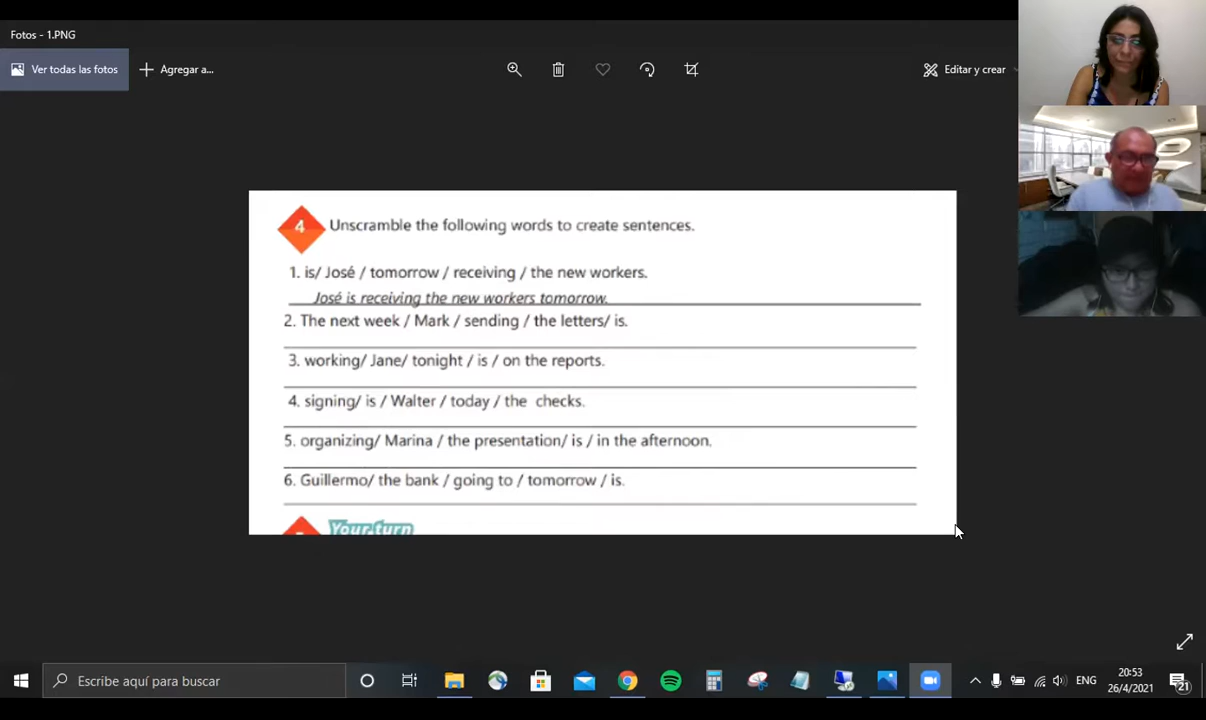 Fotos - 1.PNG
Ver todas las fotos
Agregar a...
Editar y crear
4
Unscramble the following words to create sentences.
1. is/ José / tomorrow / receiving / the new workers.
José is receiving the new workers tomorrow.
2. The next week / Mark / sending / the letters/ is.
3. working/ Jane/ tonight / is / on the reports.
4. signing/ is / Walter / today / the checks.
5. organizing/ Marina / the presentation/ is / in the afternoon.
6. Guillermo/ the bank / going to / tomorrow / is.
Your turn
Escribe aquí para buscar
ENG
20:53
26/4/2021
21